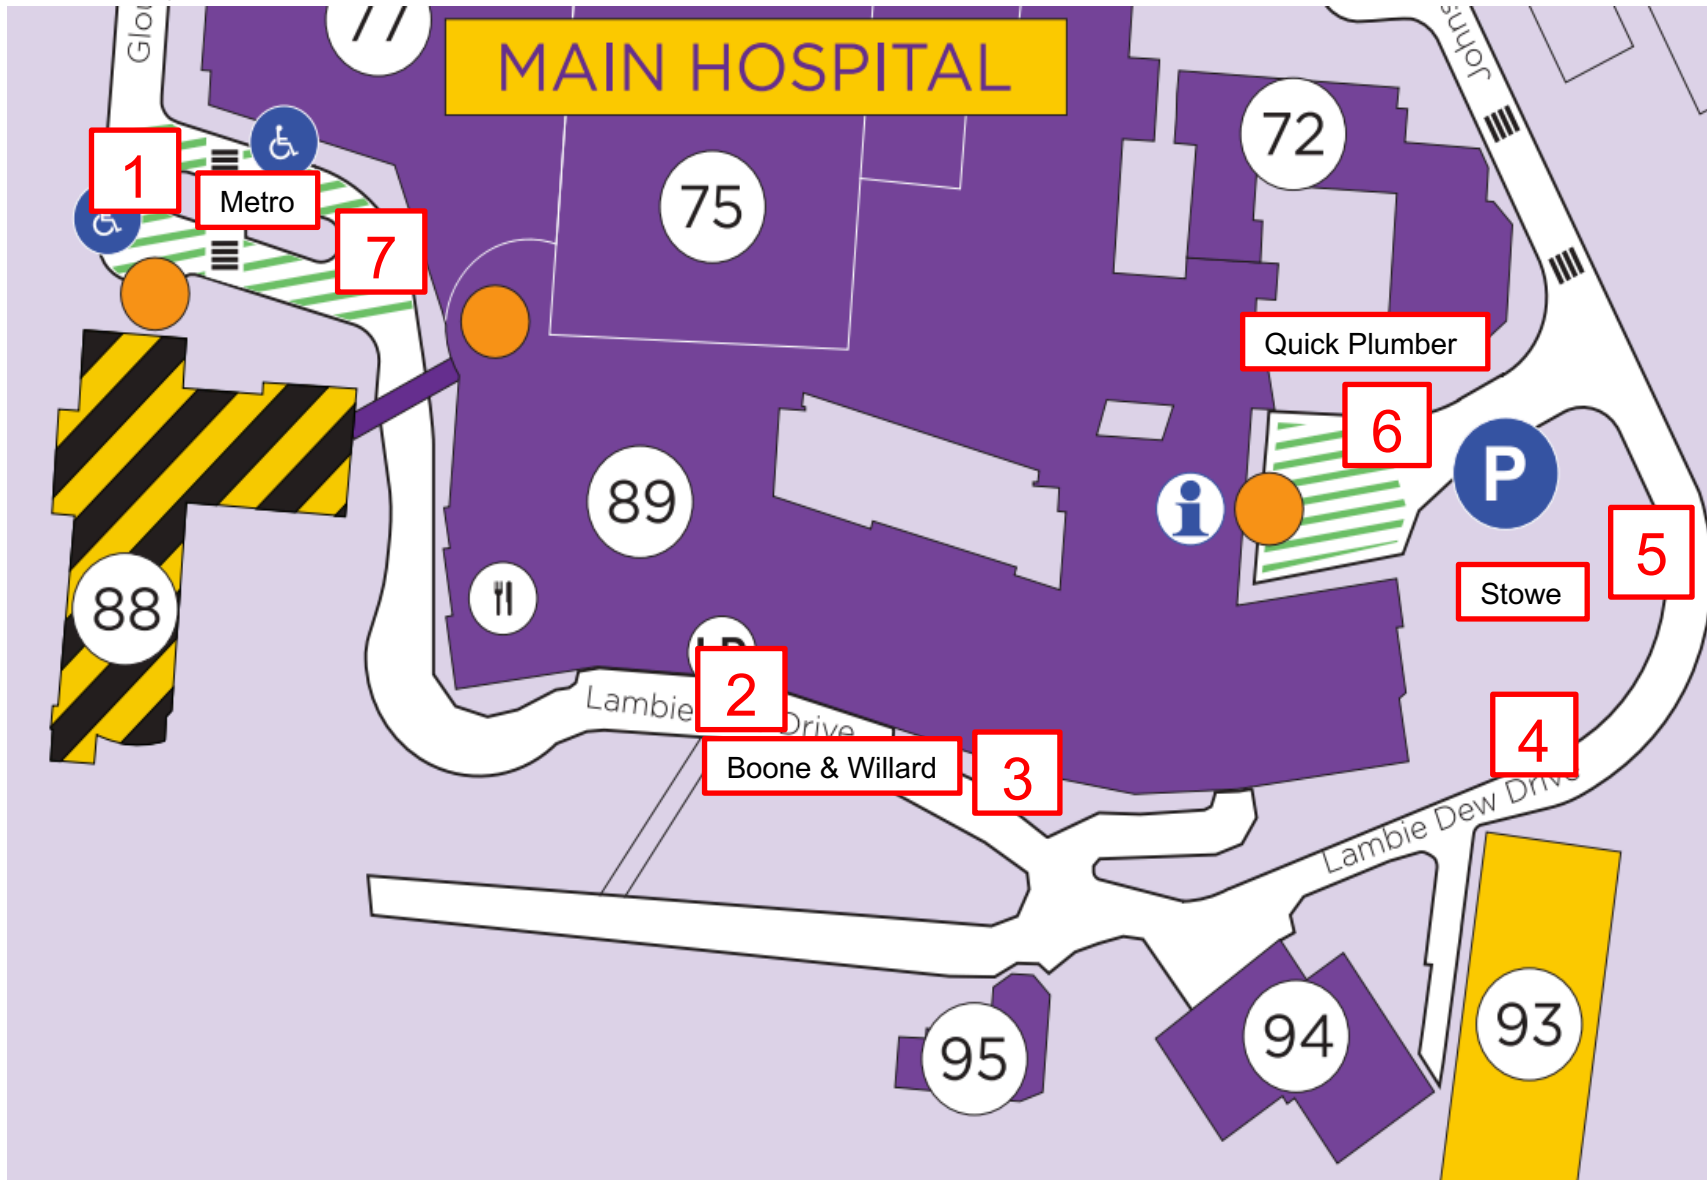 77
MAIN HOSPITAL
72
1
Metro
75
7
Quick Plumber
6
P
89
i
5
88
Stowe
2
Lambie
Drive
4
Boone & Willard
3
Lambie Dew Drive
95
94
93